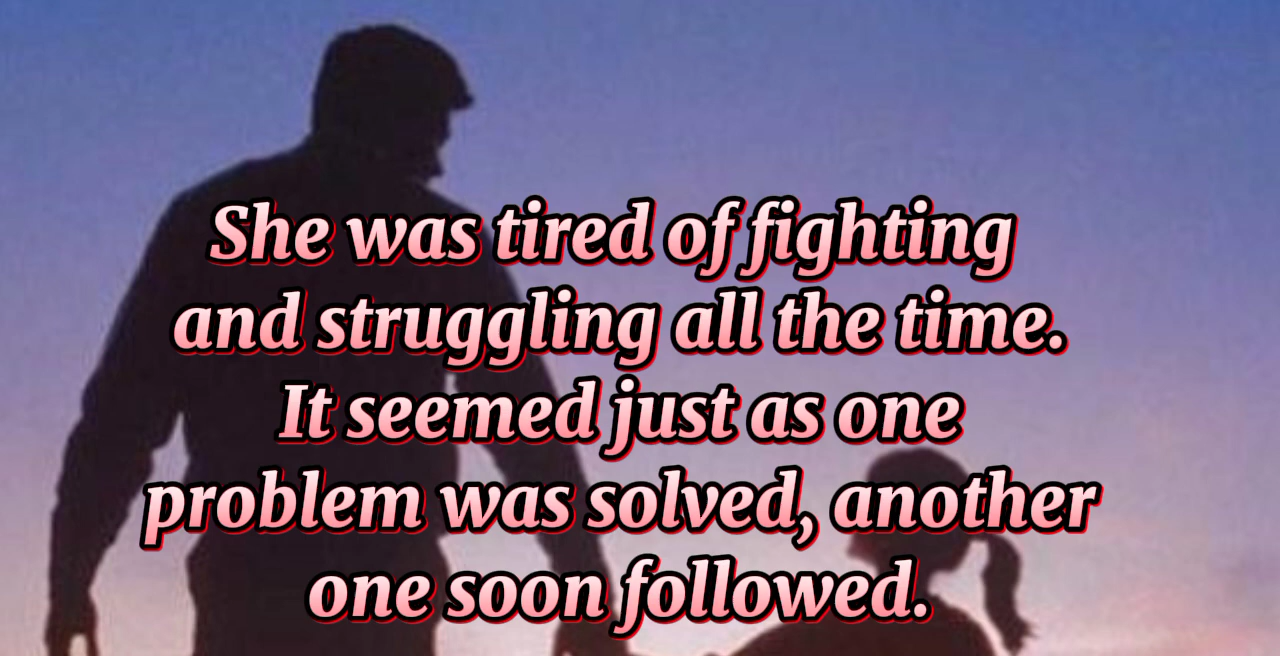 She was tired of fighting
and struggling all the time.
It seemed just as one
problem was solved, another
one soon followed.